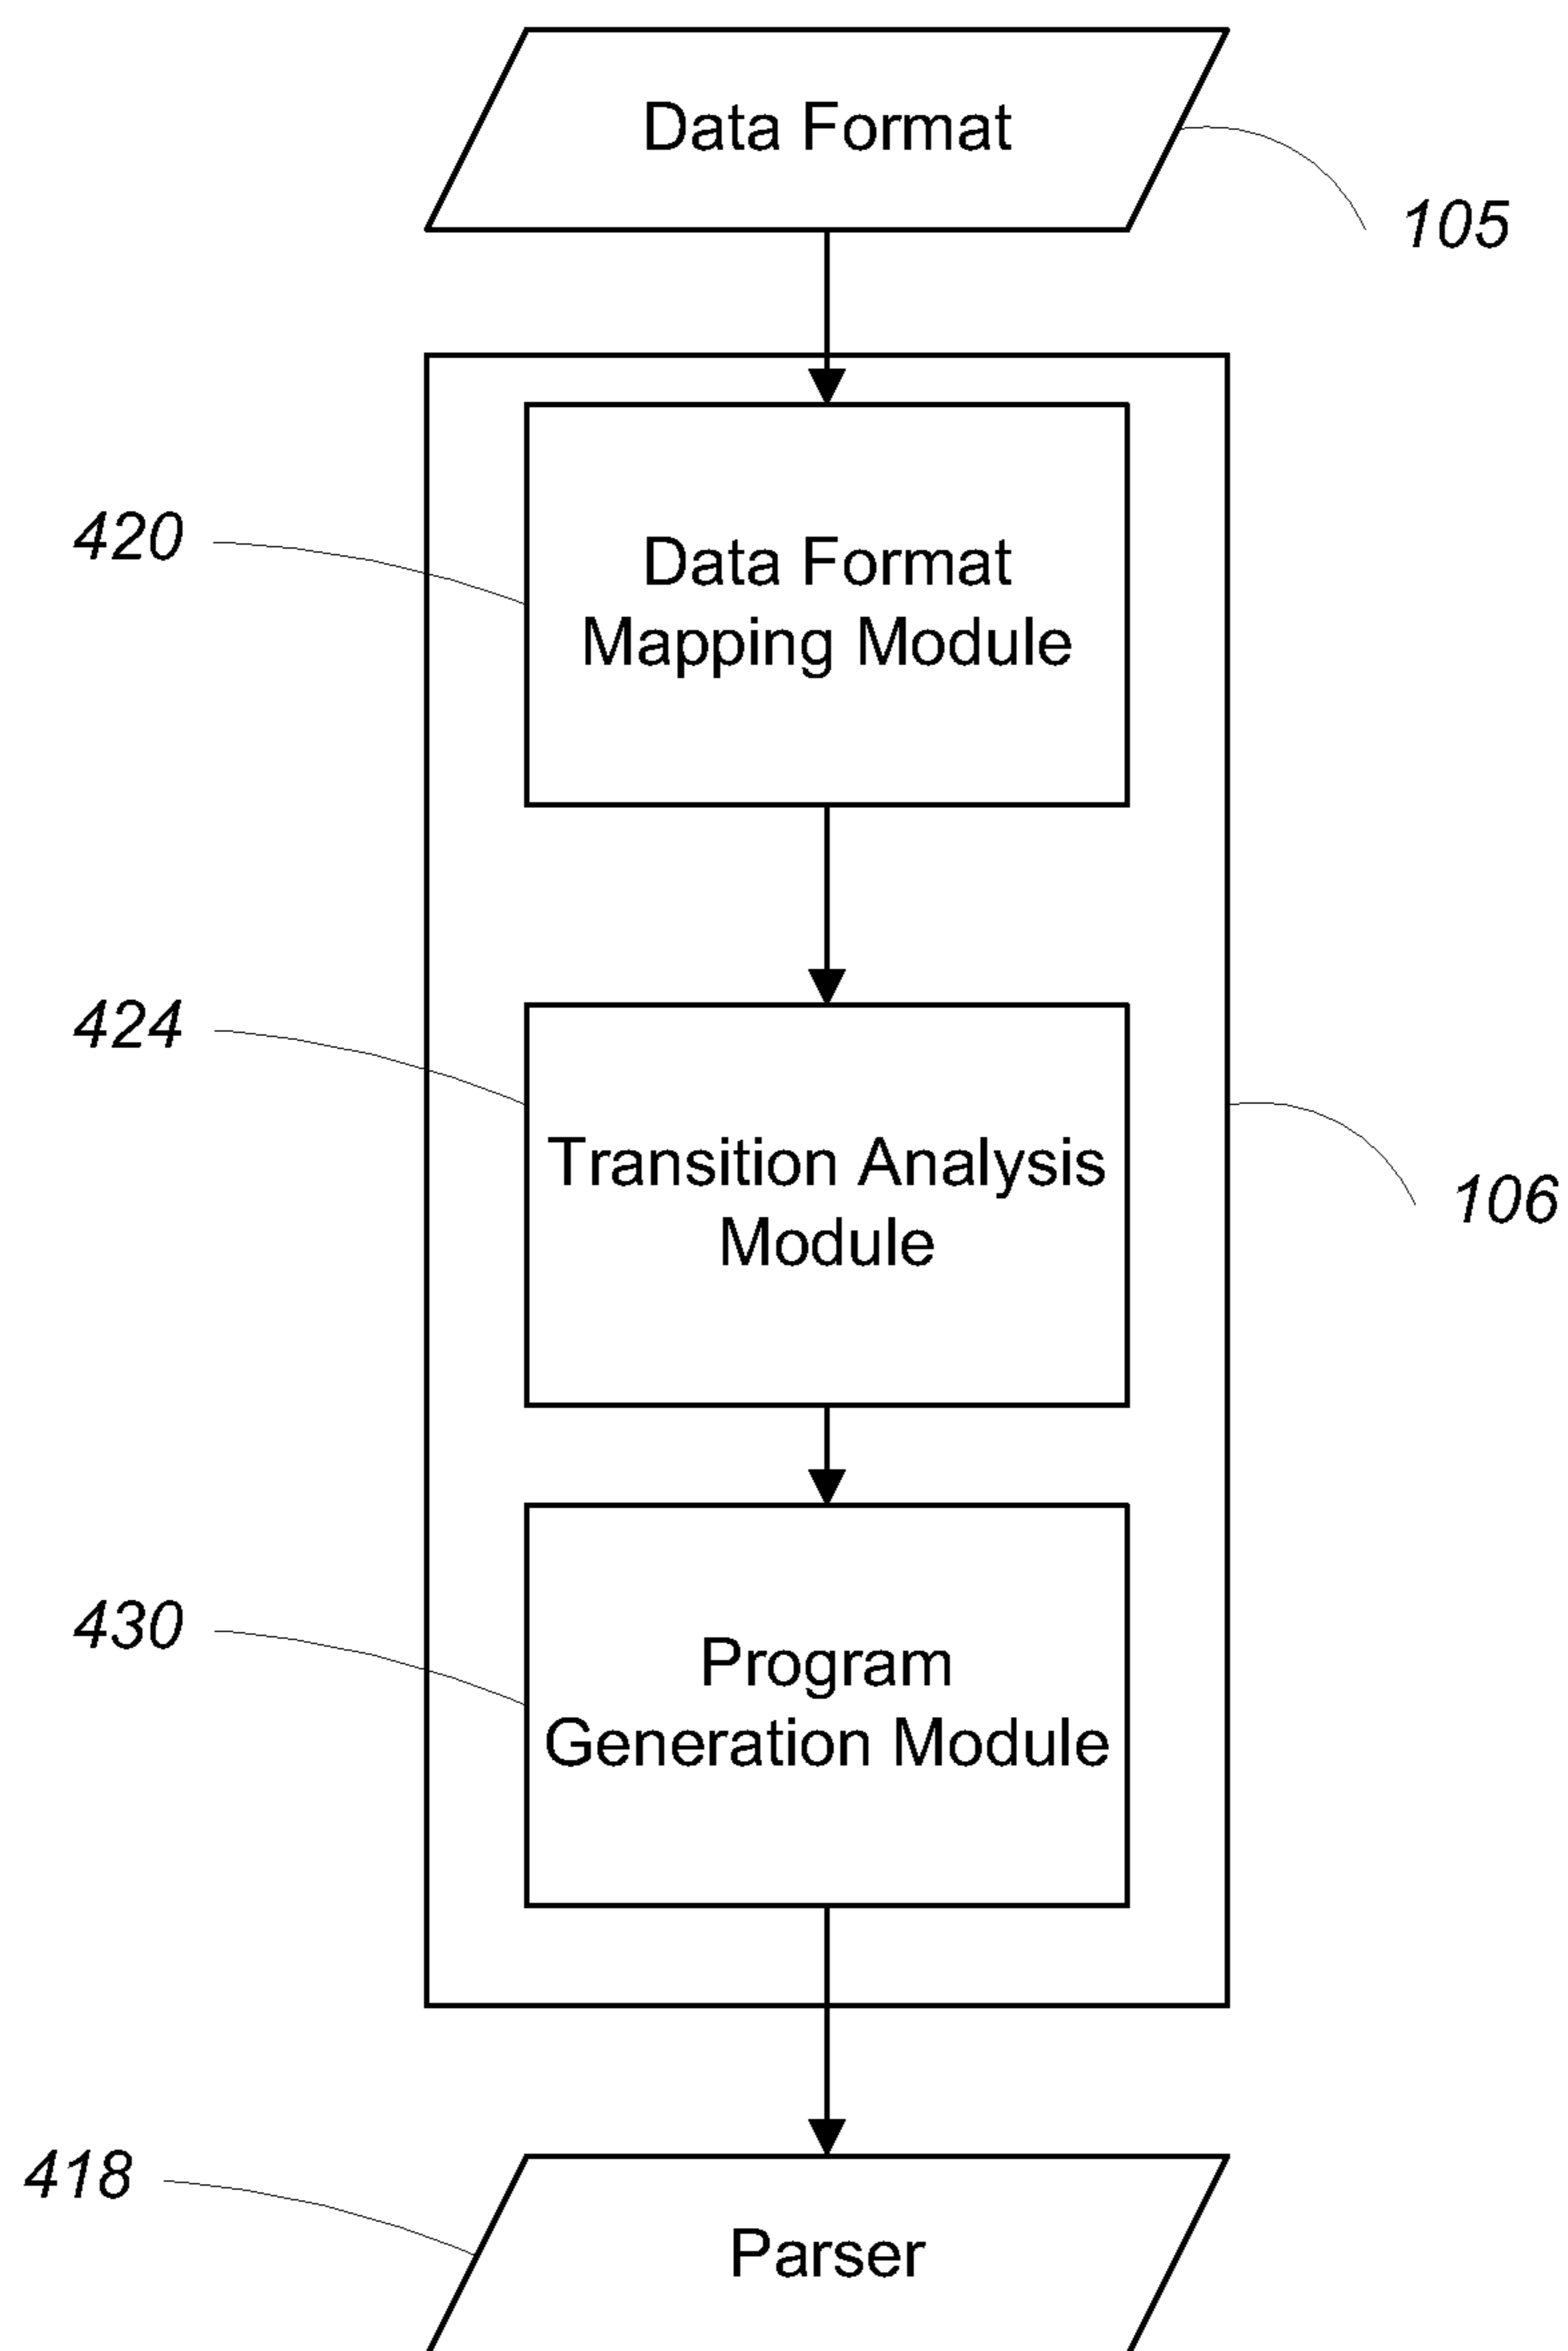 Data Format
105
420
Data Format
Mapping Module
424
Transition Analysis
Module
106
430
Program
Generation Module
418
Parser